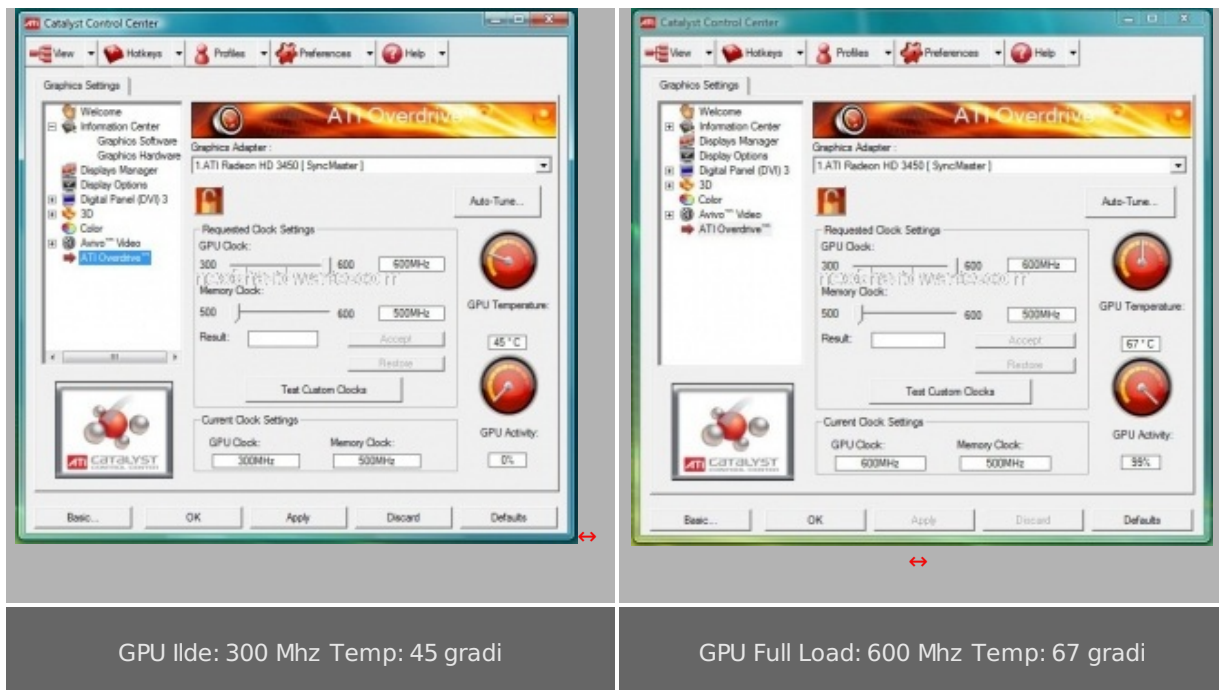 Catalyst Control Center
View Hotkeys Profiles Preferences Help
Graphics Settings
Welcome
Information Center
Graphics Software
Graphics Hardware
Displays Manager
Display Options
Digital Panel (DVI) 3
3D
Color
Avivo™ Video
ATI Overdrive™
ATI Overdrive
Graphics Adapter :
1.ATI Radeon HD 3450 [ SyncMaster ]
Auto-Tune...
Requested Clock Settings
GPU Clock:
300 600 600MHz
Memory Clock:
500 600 500MHz
Result:
Accept
Restore
Test Custom Clocks
GPU Temperature:
45 °C
Current Clock Settings
GPU Clock: Memory Clock:
300MHz 500MHz
GPU Activity:
0%
ATI CATALYST
CONTROL CENTER
Basic... OK Apply Discard Defaults
Catalyst Control Center
View Hotkeys Profiles Preferences Help
Graphics Settings
Welcome
Information Center
Displays Manager
Display Options
Digital Panel (DVI) 3
3D
Color
Avivo™ Video
ATI Overdrive™
ATI Overdrive
Graphics Adapter :
1.ATI Radeon HD 3450 [ SyncMaster ]
Auto-Tune...
Requested Clock Settings
GPU Clock:
300 600 600MHz
Memory Clock:
500 600 500MHz
Result:
Accept
Restore
Test Custom Clocks
GPU Temperature:
67 °C
Current Clock Settings
GPU Clock: Memory Clock:
600MHz 500MHz
GPU Activity:
99%
ATI CATALYST
CONTROL CENTER
Basic... OK Apply Discard Defaults
GPU Ilde: 300 Mhz Temp: 45 gradi
GPU Full Load: 600 Mhz Temp: 67 gradi